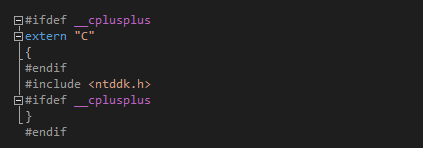 #ifdef __cplusplus
extern "C"
{
#endif
#include <ntddk.h>
#ifdef __cplusplus
}
#endif